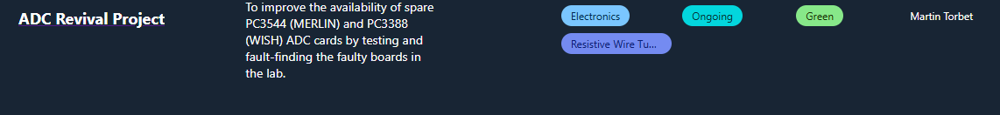 ADC Revival Project
To improve the availability of spare
PC3544 (MERLIN) and PC3388
(WISH) ADC cards by testing and
fault-finding the faulty boards in
the lab.
Electronics
Resistive Wire Tu...
Ongoing
Green
Martin Torbet